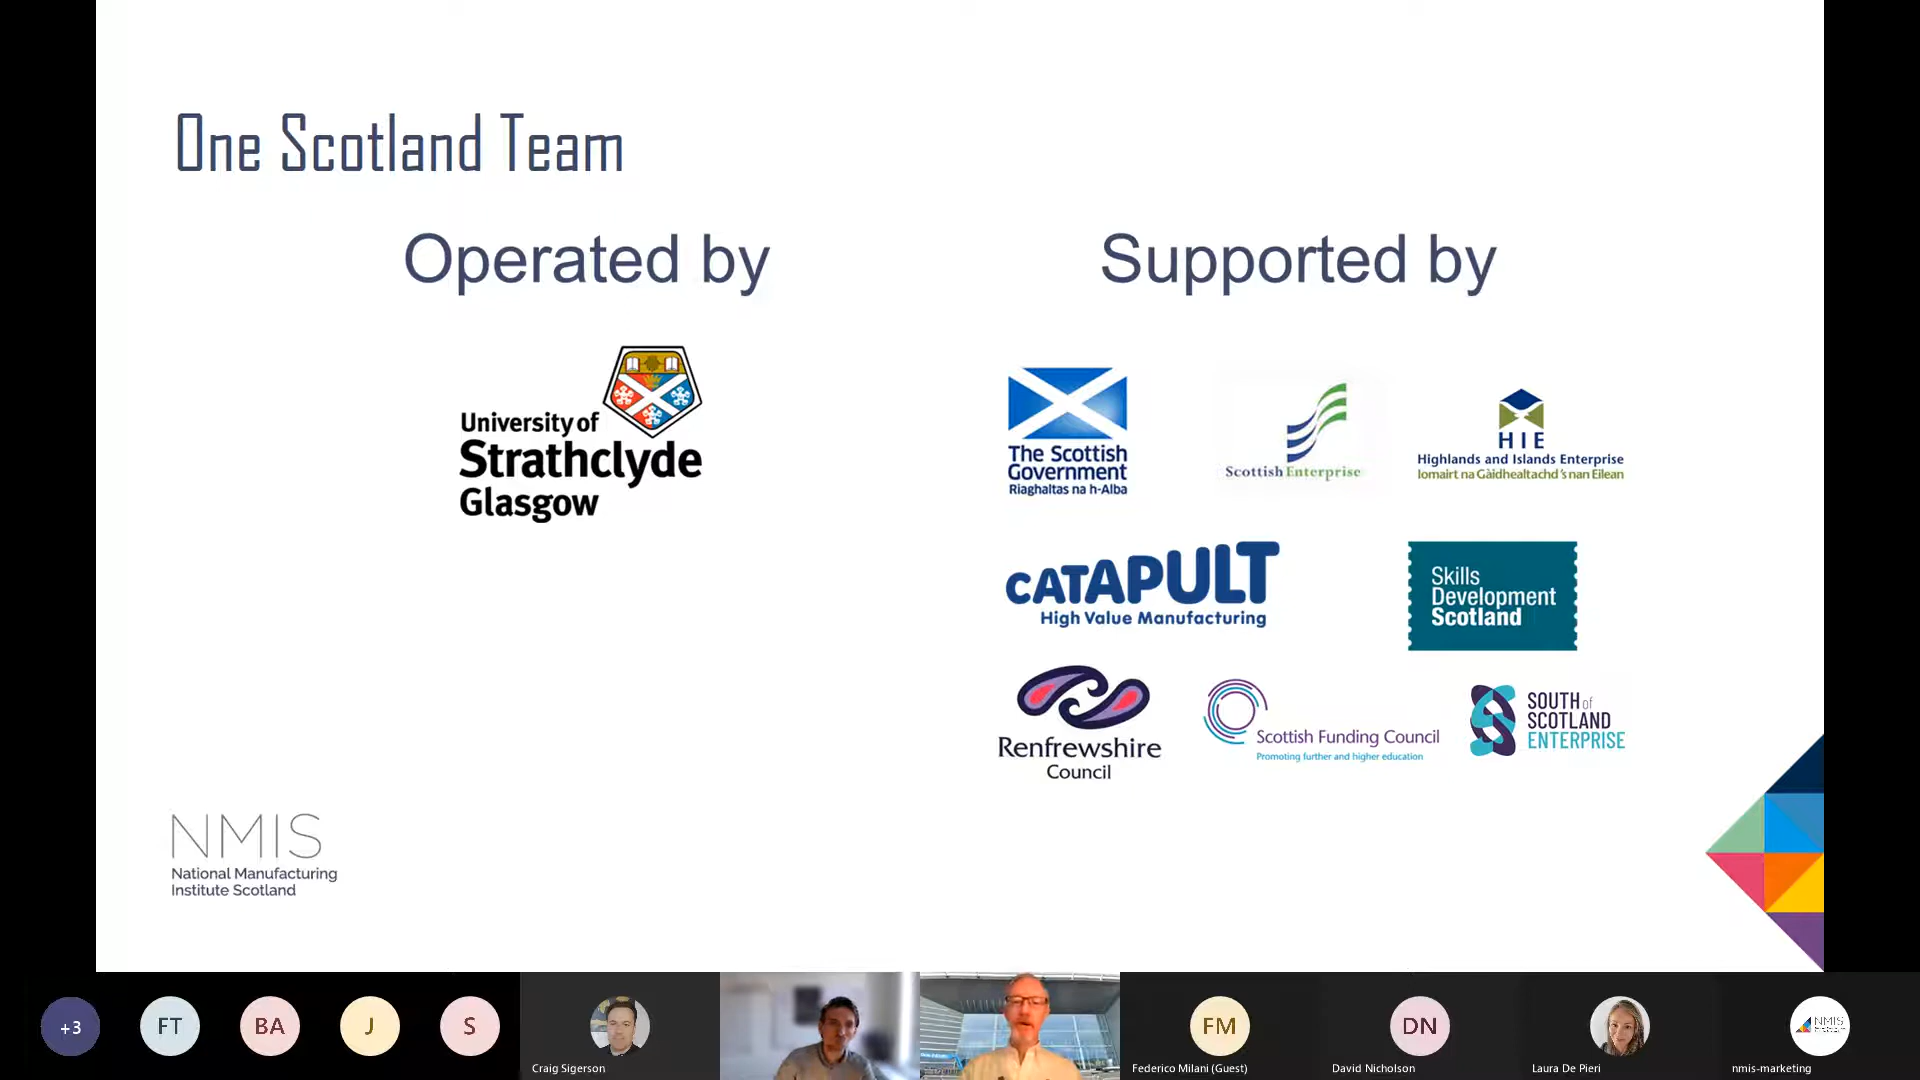 One Scotland Team
Operated by
Supported by
University of
Strathclyde
Glasgow
The Scottish
Government
Riaghaltas na h-Alba
Scottish Enterprise
HIE
Highlands and Islands Enterprise
Iomairt na Gàidhealtachd 's nan Eilean
CATAPULT
High Value Manufacturing
Skills
Development
Scotland
Renfrewshire
Council
Scottish Funding Council
Promoting further and higher education
SOUTH of
SCOTLAND
ENTERPRISE
NMIS
National Manufacturing
Institute Scotland
+3
FT
BA
J
S
Craig Sigerson
FM
Federico Milani (Guest)
DN
David Nicholson
Laura De Pieri
NMIS
nmis-marketing